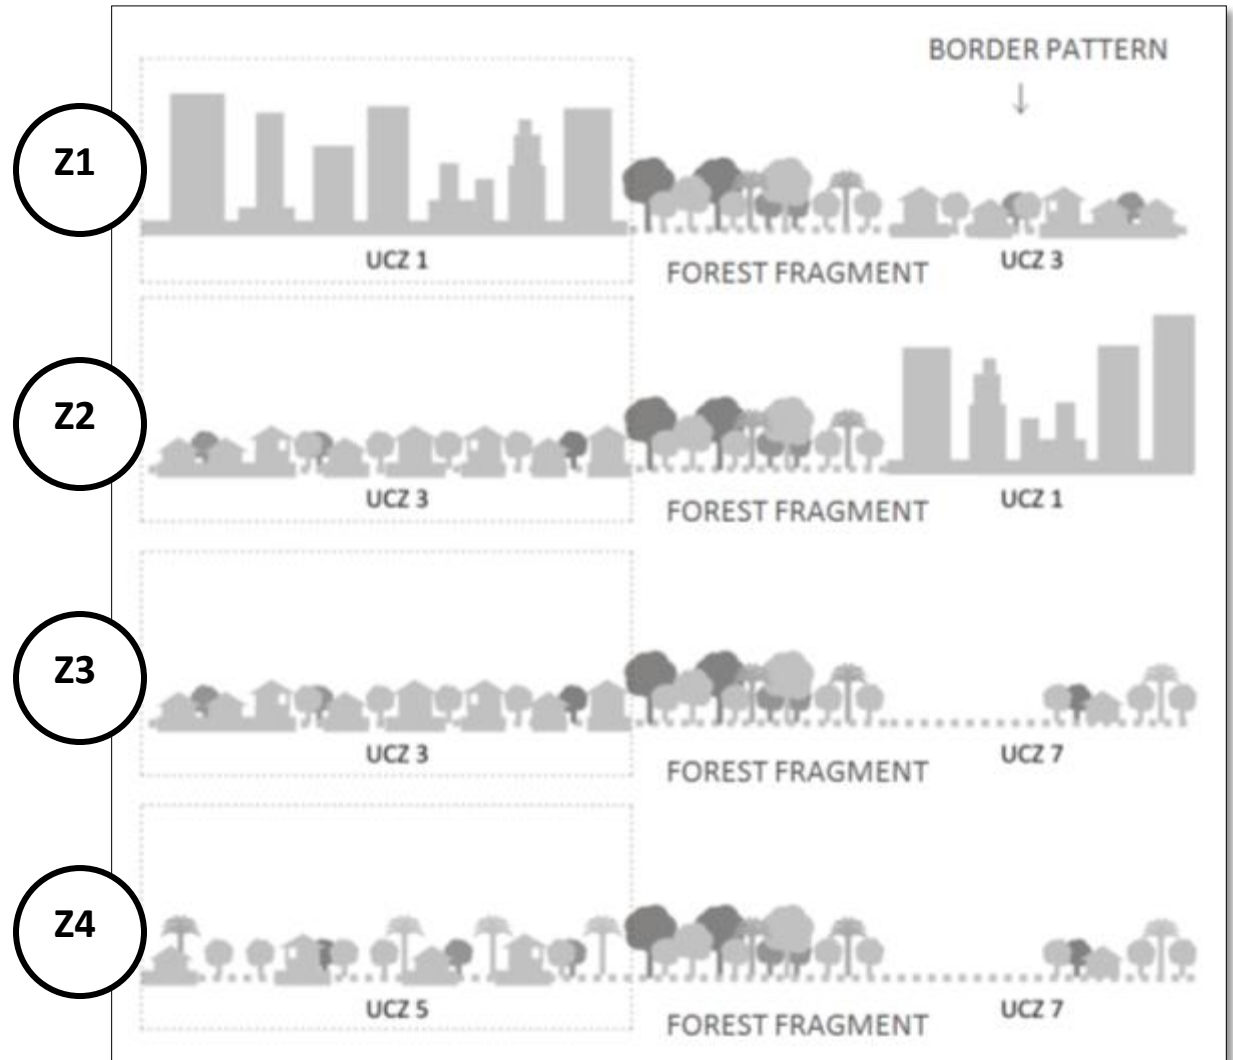 BORDER PATTERN
↓
Z1
UCZ 1
FOREST FRAGMENT
UCZ 3
Z2
UCZ 3
FOREST FRAGMENT
UCZ 1
Z3
UCZ 3
FOREST FRAGMENT
UCZ 7
Z4
UCZ 5
FOREST FRAGMENT
UCZ 7